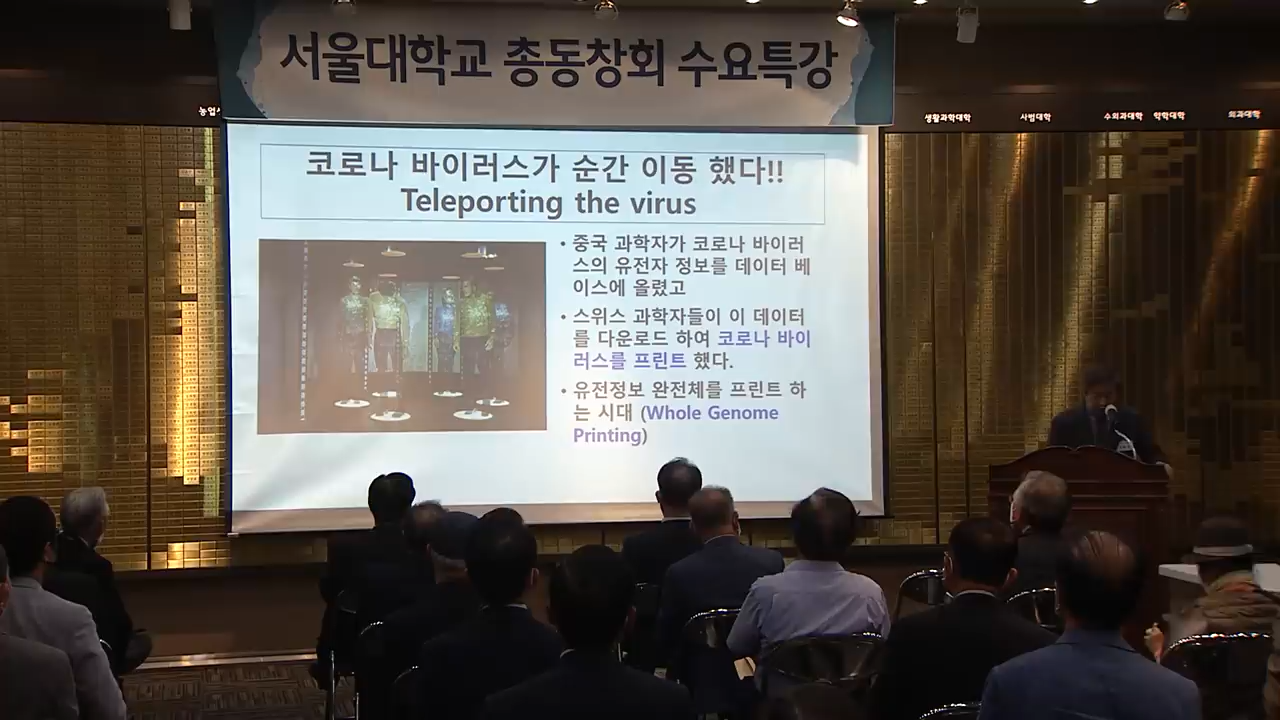 서울대학교 총동창회 수요특강
생활과학대학
사범대학
수의과대학
약학대학
의과대학
코로나 바이러스가 순간 이동 했다!!
Teleporting the virus
• 중국 과학자가 코로나 바이러
스의 유전자 정보를 데이터 베
이스에 올렸고
• 스위스 과학자들이 이 데이터
를 다운로드 하여 코로나 바이
러스를 프린트 했다.
• 유전정보 완전체를 프린트 하
는 시대 (Whole Genome
Printing)